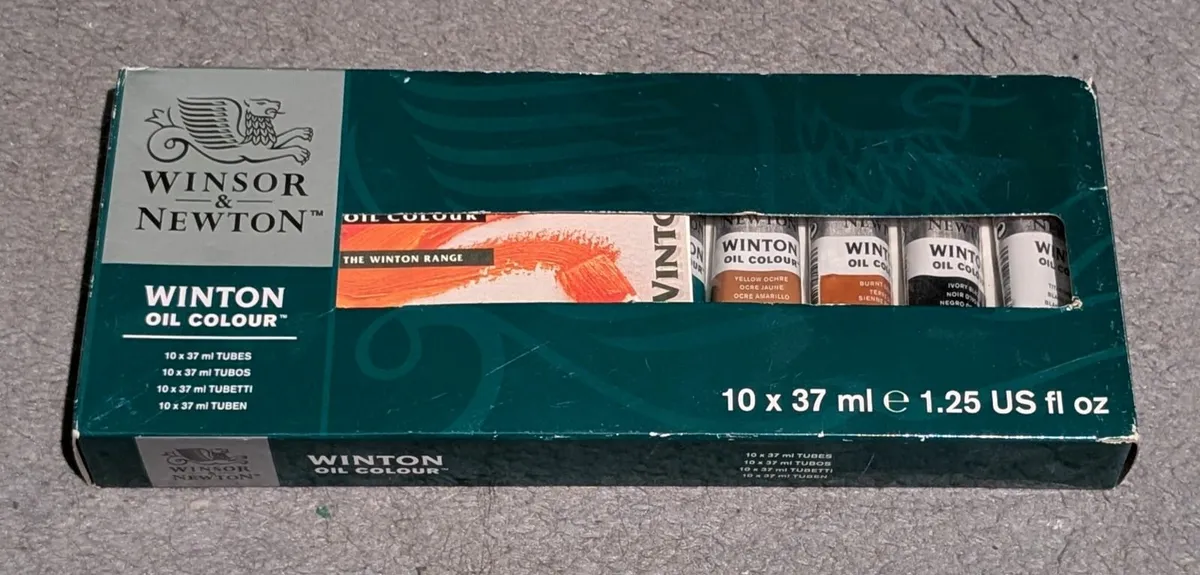 WINSOR
&
NEWTON™
WINTON
OIL COLOUR™
10 x 37 ml TUBES
10 x 37 ml TUBOS
10 x 37 ml TUBETTI
10 x 37 ml TUBEN
OIL COLOUR
THE WINTON RANGE
NEWTON
WINTON
OIL COLOUR
YELLOW OCHRE
OCRE JAUNE
OCRE AMARILLO
BURNT
10 x 37 ml ℮ 1.25 US fl oz
WINSOR
& NEWTON
WINTON
OIL COLOUR™
10 x 37 ml TUBES
10 x 37 ml TUBOS
10 x 37 ml TUBETTI
10 x 37 ml TUBEN